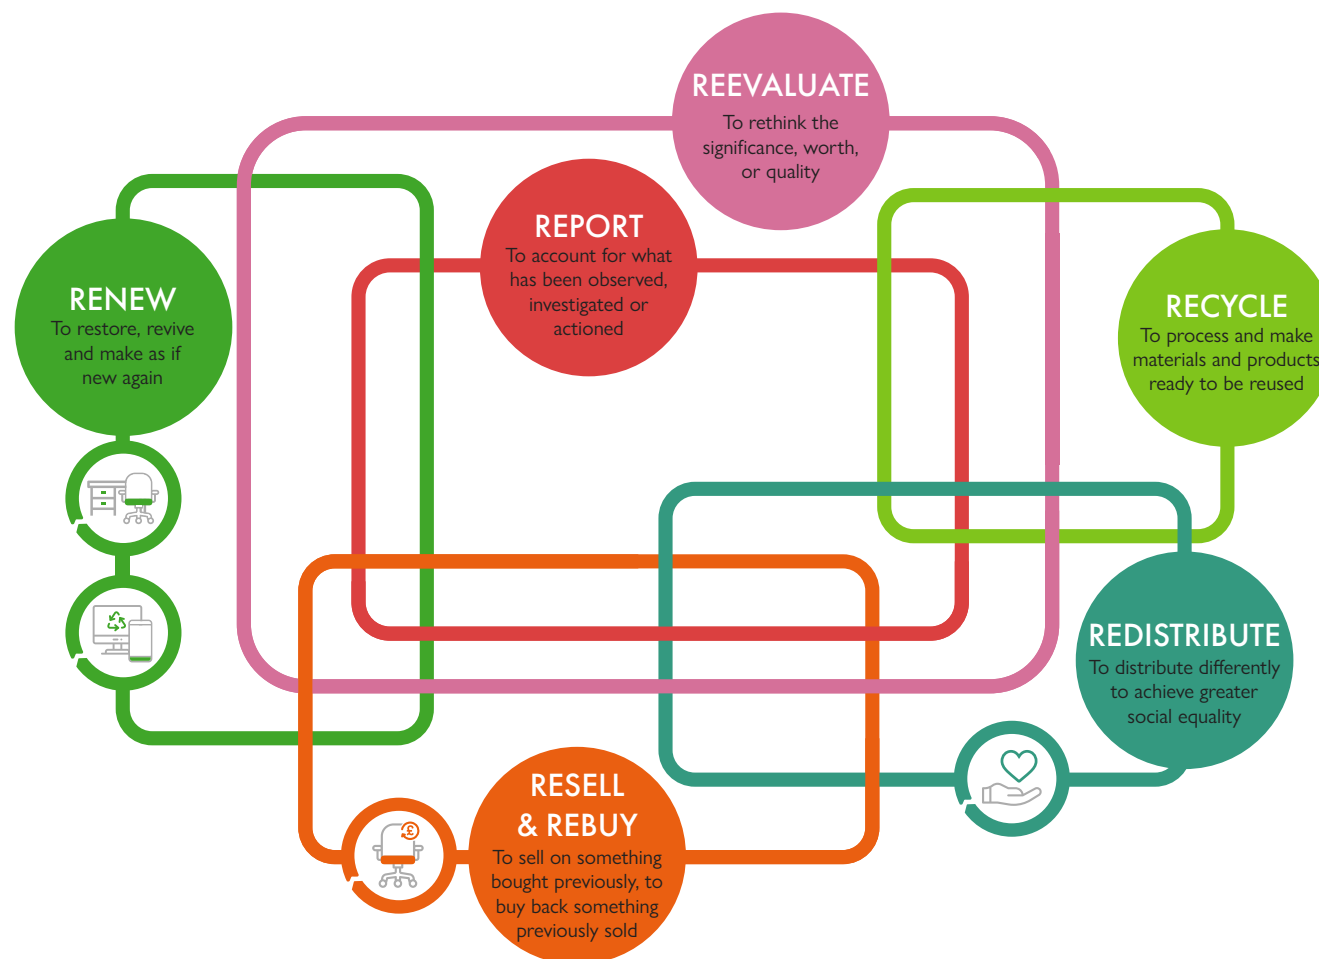 REEVALUATE
To rethink the
significance, worth,
or quality
REPORT
To account for what
has been observed,
investigated or
actioned
RENEW
To restore, revive
and make as if
new again
RECYCLE
To process and make
materials and products
ready to be reused
REDISTRIBUTE
To distribute differently
to achieve greater
social equality
RESELL
& REBUY
To sell on something
bought previously, to
buy back something
previously sold
£